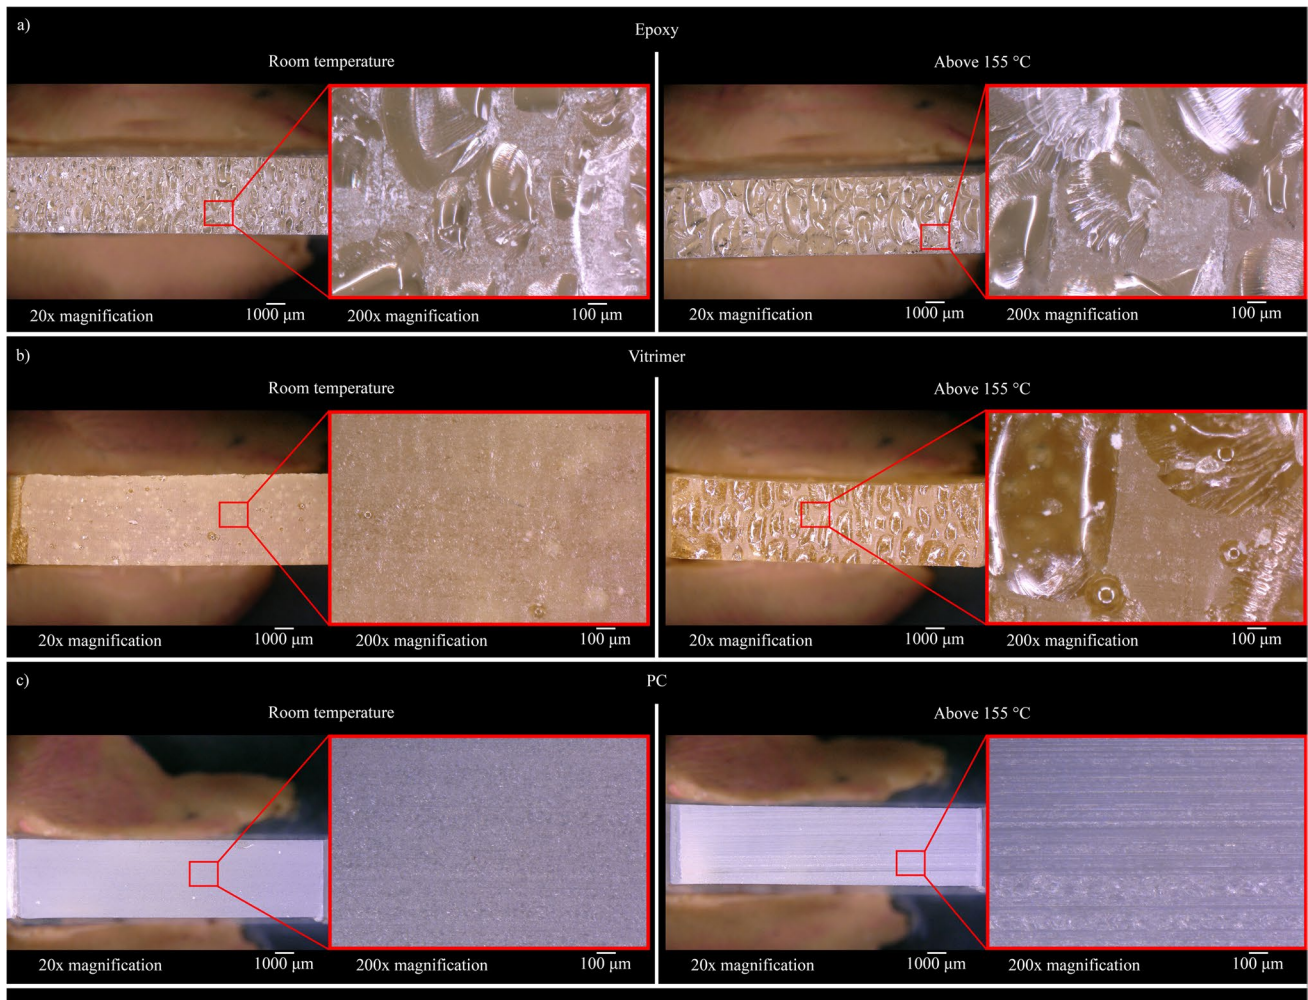 a)
Epoxy
Room temperature
Above 155 °C
20x magnification
1000 μm
200x magnification
100 μm
20x magnification
1000 μm
200x magnification
100 μm
b)
Vitrimer
Room temperature
Above 155 °C
20x magnification
1000 μm
200x magnification
100 μm
20x magnification
1000 μm
200x magnification
100 μm
c)
PC
Room temperature
Above 155 °C
20x magnification
1000 μm
200x magnification
100 μm
20x magnification
1000 μm
200x magnification
100 μm